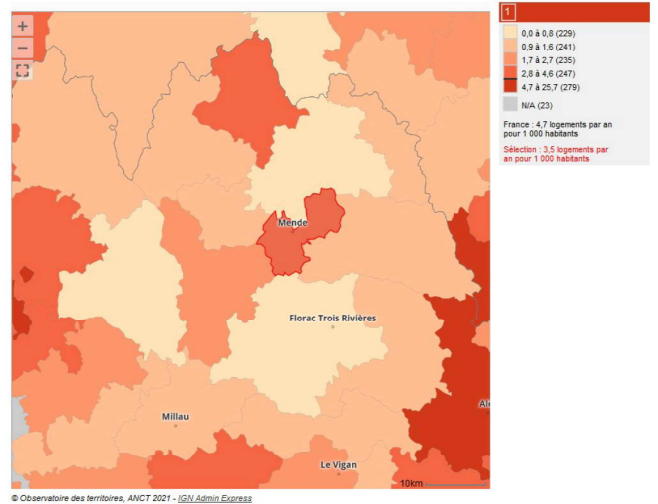 1
0,0 à 0,8 (229)
0,9 à 1,6 (241)
1,7 à 2,7 (235)
2,8 à 4,6 (247)
4,7 à 25,7 (279)
N/A (23)
France : 4,7 logements par an
pour 1 000 habitants
Sélection : 3,5 logements par
an pour 1 000 habitants
+
−
Mende
Florac Trois Rivières
Al
Millau
Le Vigan
10km
© Observatoire des territoires, ANCT 2021 - IGN Admin Express